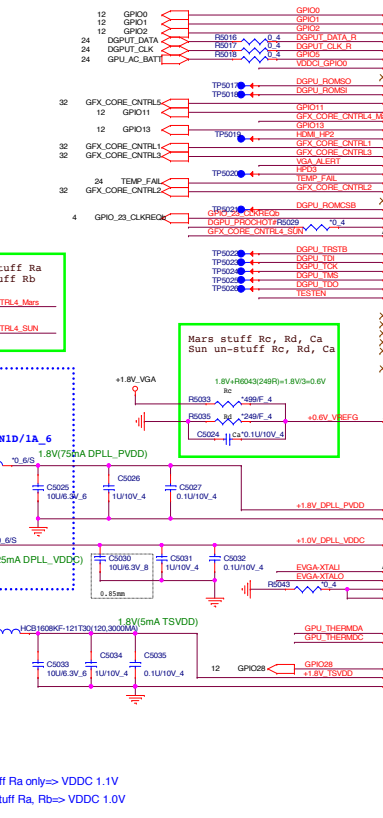 12 GPIO0 GPIO0
12 GPIO1 GPIO1
12 GPIO2 GPIO2
24 DGPUT_DATA R5016 0_4 DGPUT_DATA_R
24 DGPUT_CLK R5017 0_4 DGPUT_CLK_R
24 GPU_AC_BATT R5018 0_4 GPIO5
VDDCI_GPIO0
TP5017 DGPU_ROMSO
TP5018 DGPU_ROMSI
32 GFX_CORE_CNTRL5
12 GPIO11 GPIO11
GFX_CORE_CNTRL4_M
12 GPIO13 GPIO13
TP5019 HDMI_HP2
32 GFX_CORE_CNTRL1 GFX_CORE_CNTRL1
GFX_CORE_CNTRL3 GFX_CORE_CNTRL3
VGA_ALERT
TP5020 HPD3
24 TEMP_FAIL TEMP_FAIL
32 GFX_CORE_CNTRL2 GFX_CORE_CNTRL2
TP5021 DGPU_ROMCSB
4 GPIO_23_CLKREQb GPIO_23_CLKREQb
DGPU_PROCHOT# R5029 *0_4
GFX_CORE_CNTRL4_SUN
TP5022 DGPU_TRSTB
TP5023 DGPU_TDI
TP5024 DGPU_TCK
TP5025 DGPU_TMS
TP5026 DGPU_TDO
TESTEN
tuff Ra
uff Rb
TRL4_Mars
TRL4_SUN
Mars stuff Rc, Rd, Ca
Sun un-stuff Rc, Rd, Ca
+1.8V_VGA
1.8V+R6043(249R)=1.8V/3=0.6V
Rc
R5033 *499/F_4
R5035 Rd *249/F_4
+0.6V_VREFG
C5024 Ca *0.1U/10V_4
N1D/1A_6
1.8V(75mA DPLL_PVDD)
*0_6/S
C5025
10U/6.3V_6
C5026
1U/10V_4
C5027
0.1U/10V_4
+1.8V_DPLL_PVDD
0_6/S
+1.0V_DPLL_VDDC
25mA DPLL_VDDC)
C5030
10U/6.3V_8
C5031
1U/10V_4
C5032
0.1U/10V_4
0.85mm
EVGA-XTALI
EVGA-XTALO
R5043 *0_4
1.8V(5mA TSVDD)
HCB1608KF-121T30(120,3000MA)
GPU_THERMDA
GPU_THERMDC
C5033
10U/6.3V_6
C5034
1U/10V_4
C5035
0.1U/10V_4
12 GPIO28 GPIO28
+1.8V_TSVDD
ff Ra only=> VDDC 1.1V
tuff Ra, Rb=> VDDC 1.0V